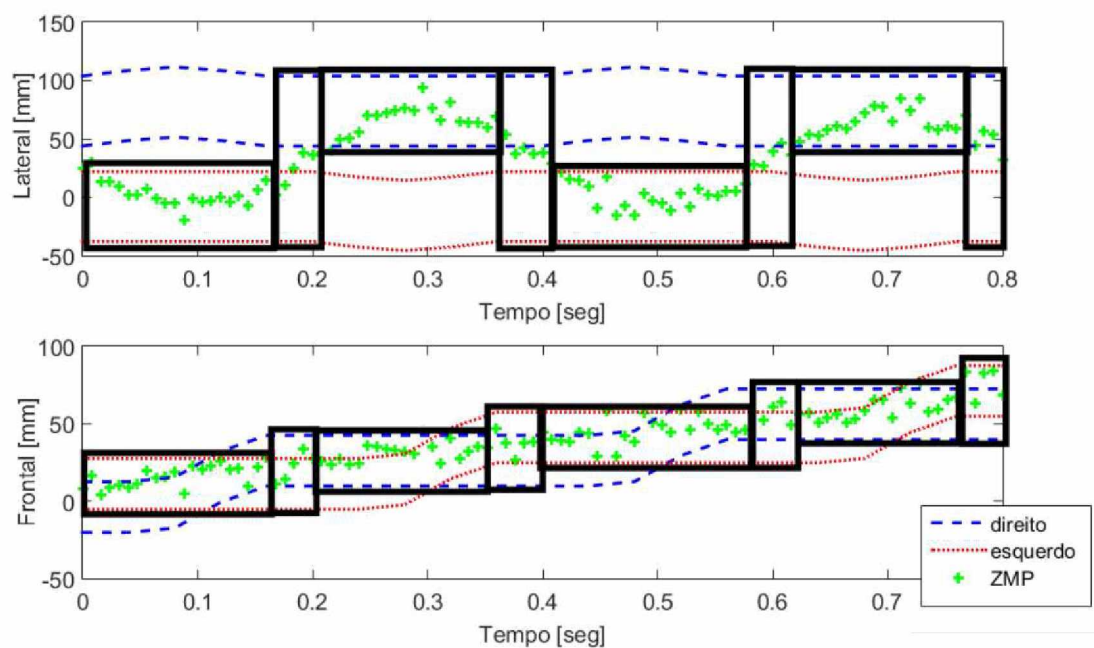 150
100
50
0
-50
Lateral [mm]
0 0.1 0.2 0.3 0.4 0.5 0.6 0.7 0.8
Tempo [seg]
100
50
0
-50
Frontal [mm]
0 0.1 0.2 0.3 0.4 0.5 0.6 0.7
Tempo [seg]
direito
esquerdo
ZMP